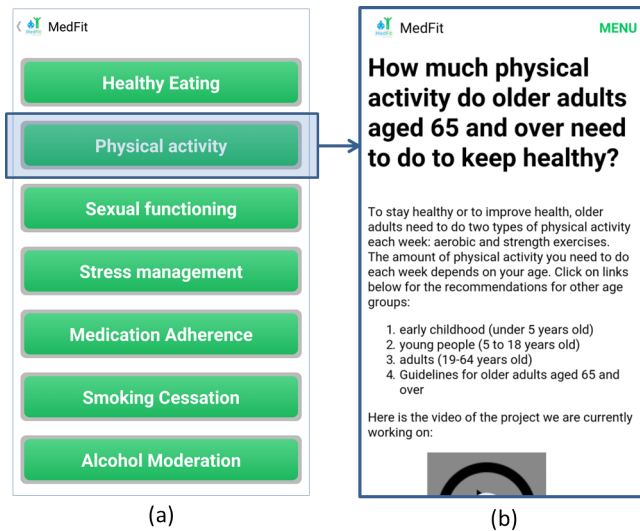 MedFit
Healthy Eating
Physical activity
Sexual functioning
Stress management
Medication Adherence
Smoking Cessation
Alcohol Moderation
(a)
MedFit
MENU
How much physical
activity do older adults
aged 65 and over need
to do to keep healthy?
To stay healthy or to improve health, older
adults need to do two types of physical activity
each week: aerobic and strength exercises.
The amount of physical activity you need to do
each week depends on your age. Click on links
below for the recommendations for other age
groups:
1. early childhood (under 5 years old)
2. young people (5 to 18 years old)
3. adults (19-64 years old)
4. Guidelines for older adults aged 65 and
over
Here is the video of the project we are currently
working on:
(b)